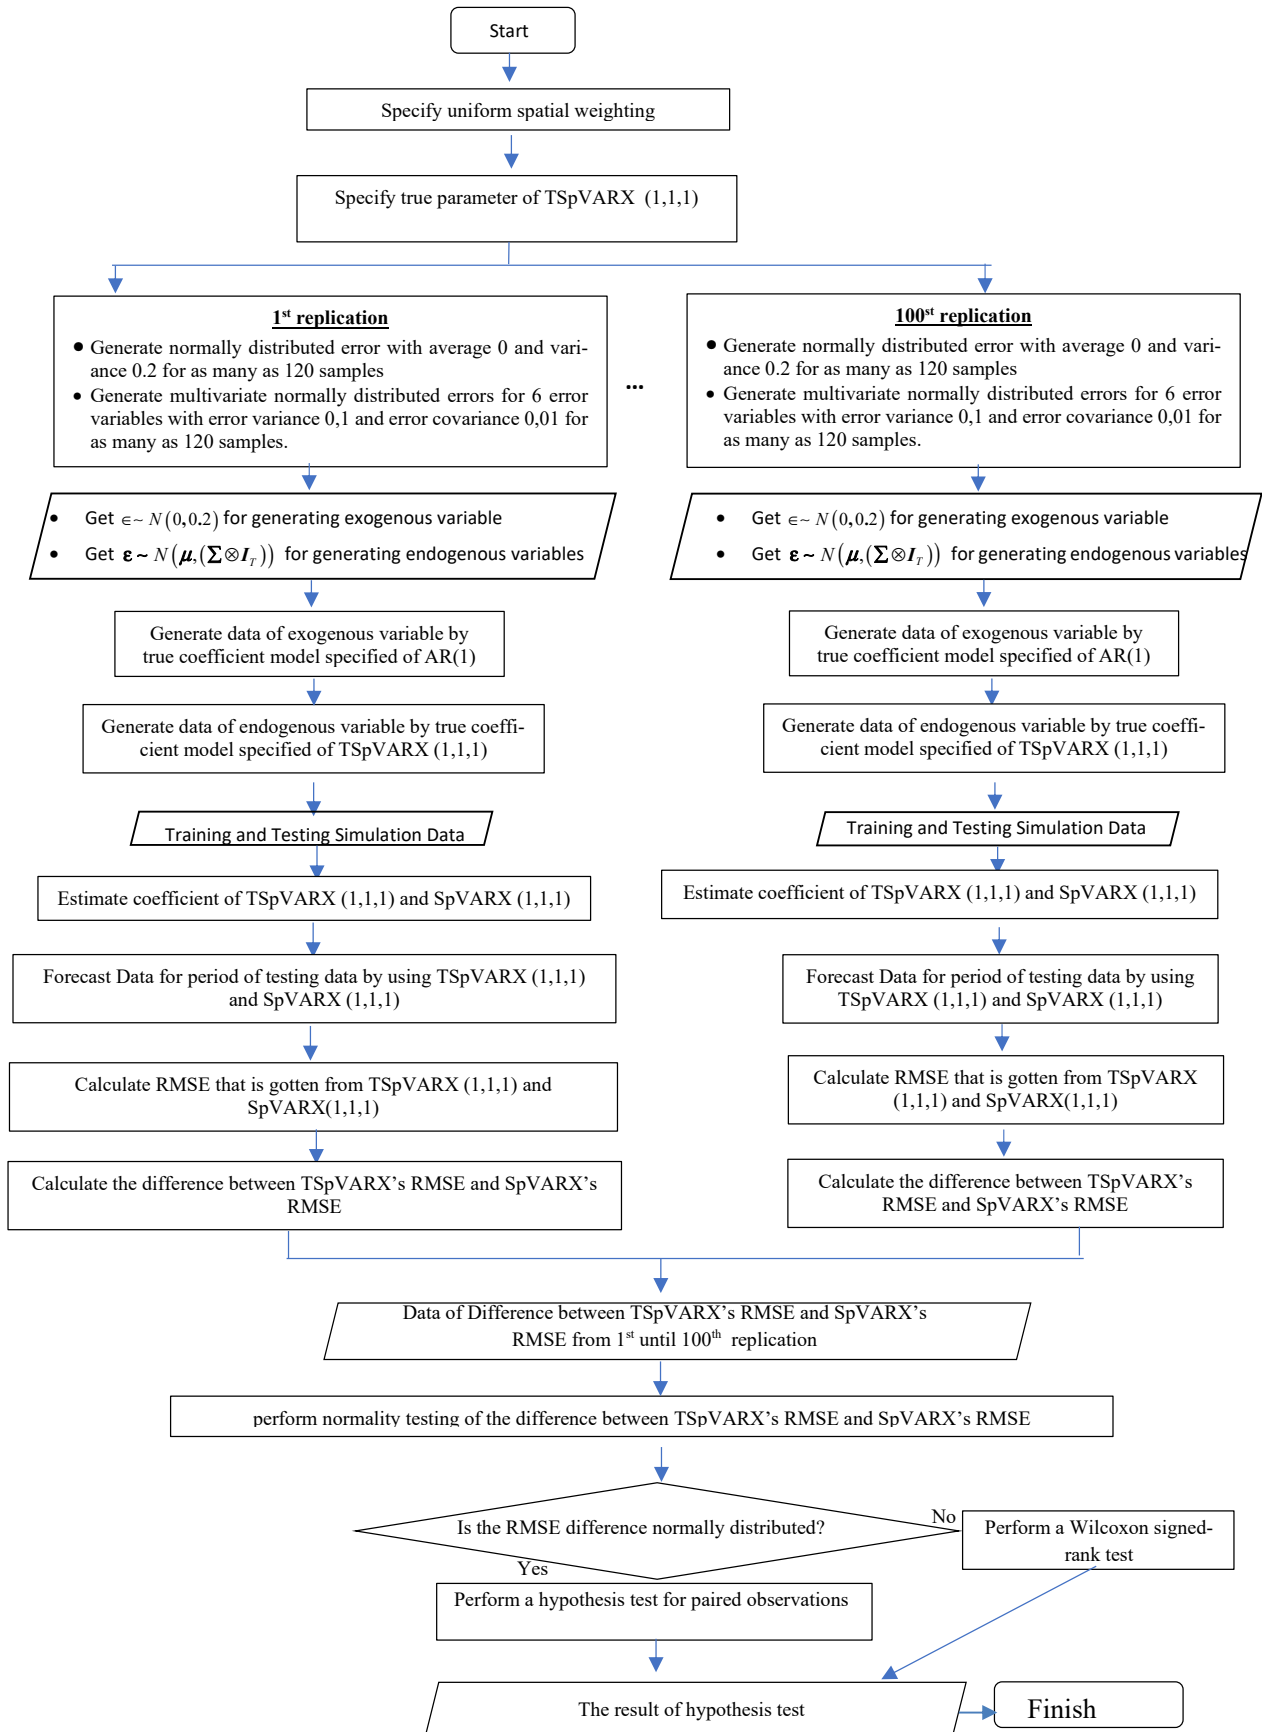 Start
Specify uniform spatial weighting
Specify true parameter of TSpVARX (1,1,1)
1st replication
• Generate normally distributed error with average 0 and vari-
ance 0.2 for as many as 120 samples
• Generate multivariate normally distributed errors for 6 error
variables with error variance 0,1 and error covariance 0,01 for
as many as 120 samples.
...
100st replication
• Generate normally distributed error with average 0 and vari-
ance 0.2 for as many as 120 samples
• Generate multivariate normally distributed errors for 6 error
variables with error variance 0,1 and error covariance 0,01 for
as many as 120 samples.
• Get ∈~ N(0,0.2) for generating exogenous variable
• Get ε ~ N(μ,(Σ⊗I_T)) for generating endogenous variables
• Get ∈~ N(0,0.2) for generating exogenous variable
• Get ε ~ N(μ,(Σ⊗I_T)) for generating endogenous variables
Generate data of exogenous variable by
true coefficient model specified of AR(1)
Generate data of exogenous variable by
true coefficient model specified of AR(1)
Generate data of endogenous variable by true coeffi-
cient model specified of TSpVARX (1,1,1)
Generate data of endogenous variable by true coeffi-
cient model specified of TSpVARX (1,1,1)
Training and Testing Simulation Data
Training and Testing Simulation Data
Estimate coefficient of TSpVARX (1,1,1) and SpVARX (1,1,1)
Estimate coefficient of TSpVARX (1,1,1) and SpVARX (1,1,1)
Forecast Data for period of testing data by using TSpVARX (1,1,1)
and SpVARX (1,1,1)
Forecast Data for period of testing data by using
TSpVARX (1,1,1) and SpVARX (1,1,1)
Calculate RMSE that is gotten from TSpVARX (1,1,1) and
SpVARX(1,1,1)
Calculate RMSE that is gotten from TSpVARX
(1,1,1) and SpVARX(1,1,1)
Calculate the difference between TSpVARX's RMSE and SpVARX's
RMSE
Calculate the difference between TSpVARX's
RMSE and SpVARX's RMSE
Data of Difference between TSpVARX's RMSE and SpVARX's
RMSE from 1st until 100th replication
perform normality testing of the difference between TSpVARX's RMSE and SpVARX's RMSE
Is the RMSE difference normally distributed?
No
Perform a Wilcoxon signed-
rank test
Yes
Perform a hypothesis test for paired observations
The result of hypothesis test
Finish